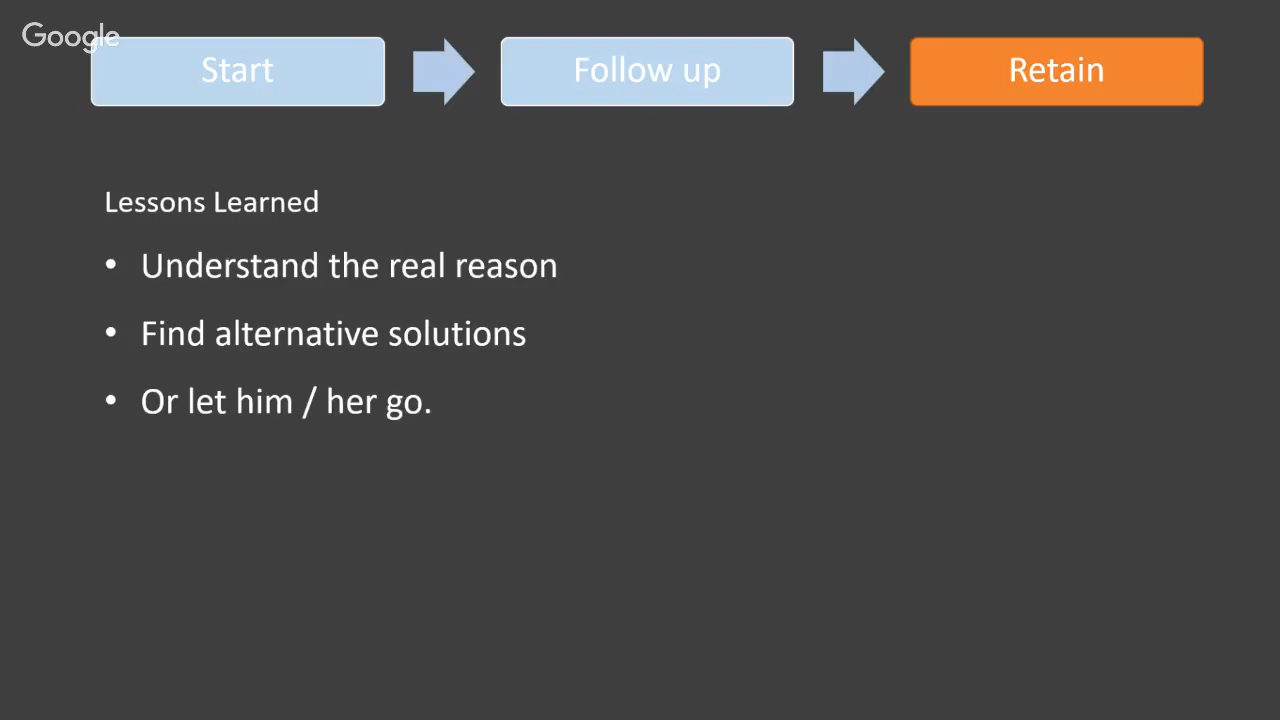 Google
Start
Follow up
Retain
Lessons Learned
• Understand the real reason
• Find alternative solutions
• Or let him / her go.